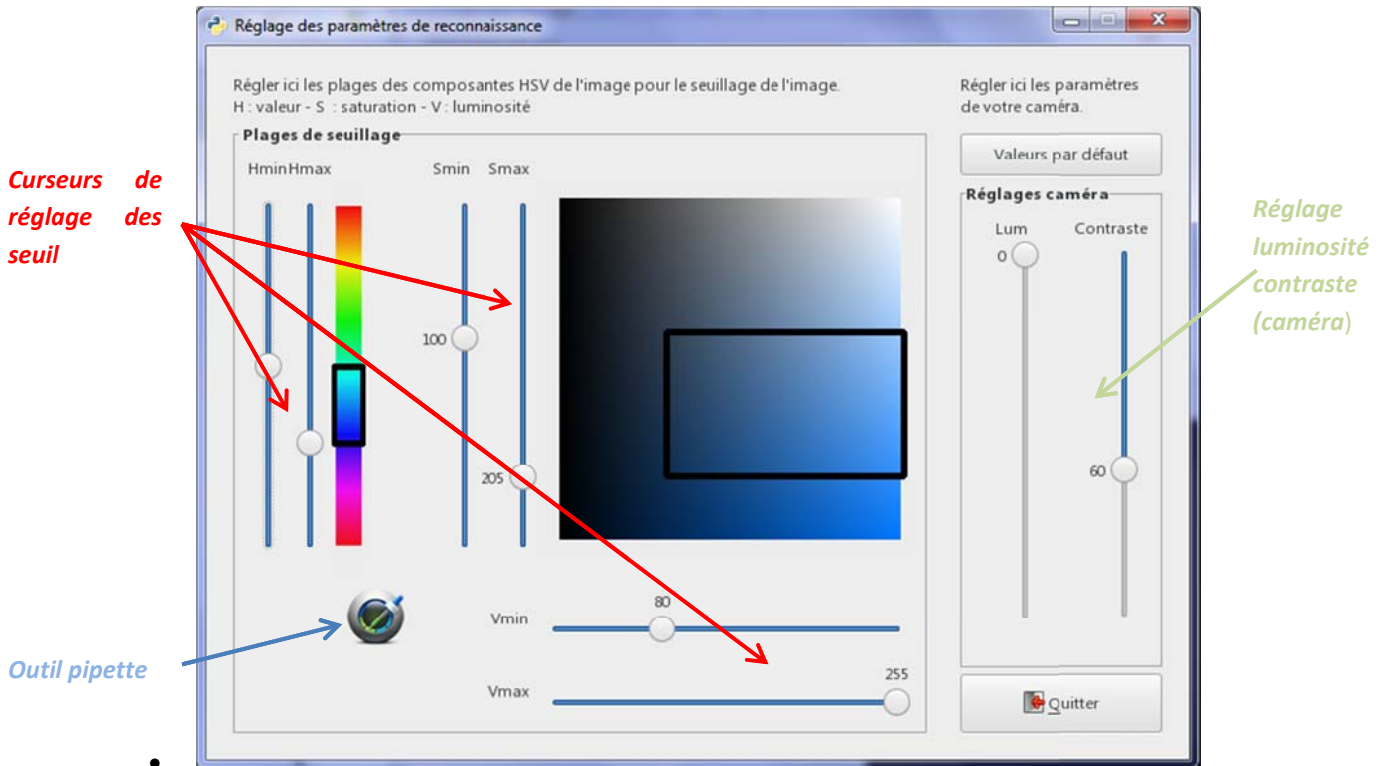 Réglage des paramètres de reconnaissance
Régler ici les plages des composantes HSV de l'image pour le seuillage de l'image.
H : valeur - S : saturation - V : luminosité
Régler ici les paramètres
de votre caméra.
Plages de seuillage
Valeurs par défaut
Hmin Hmax Smin Smax
Réglages caméra
Lum Contraste
0
Curseurs de
réglage des
seuil
Réglage
luminosité
contraste
(caméra)
100
205
60
80
Vmin
Outil pipette
255
Vmax
Quitter